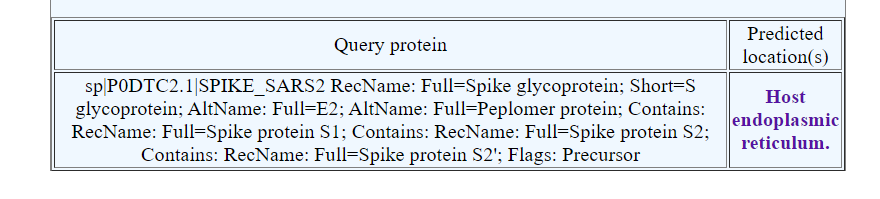 Query protein
Predicted
location(s)
sp|P0DTC2.1|SPIKE_SARS2 RecName: Full=Spike glycoprotein; Short=S
glycoprotein; AltName: Full=E2; AltName: Full=Peplomer protein; Contains:
RecName: Full=Spike protein S1; Contains: RecName: Full=Spike protein S2;
Contains: RecName: Full=Spike protein S2'; Flags: Precursor
Host
endoplasmic
reticulum.